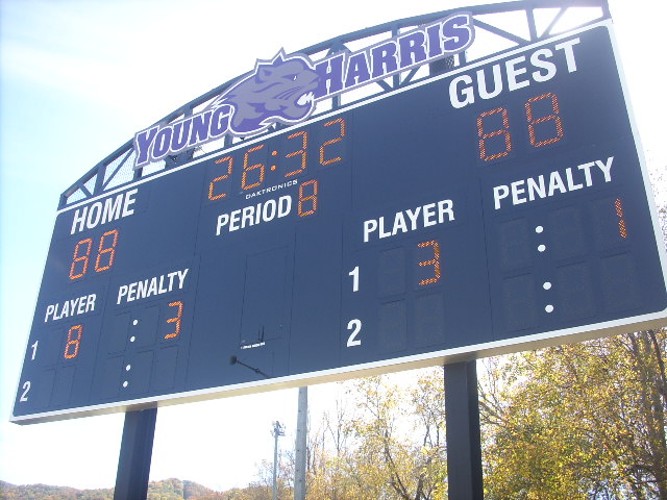 YOUNG HARRIS
26:32
DAKTRONICS
HOME PERIOD 8 GUEST
88 88
PLAYER PENALTY PLAYER PENALTY
1 8 : 3 1 3 : 1
2 : 2 :